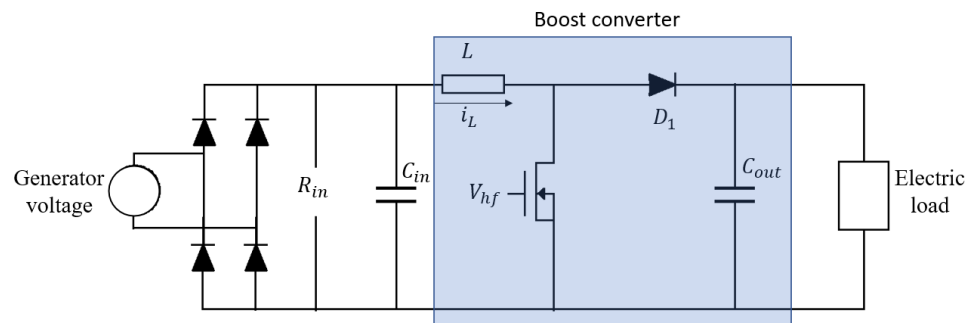 Boost converter
L
i_L
D_1
Generator
voltage
R_in
C_in
V_hf
C_out
Electric
load